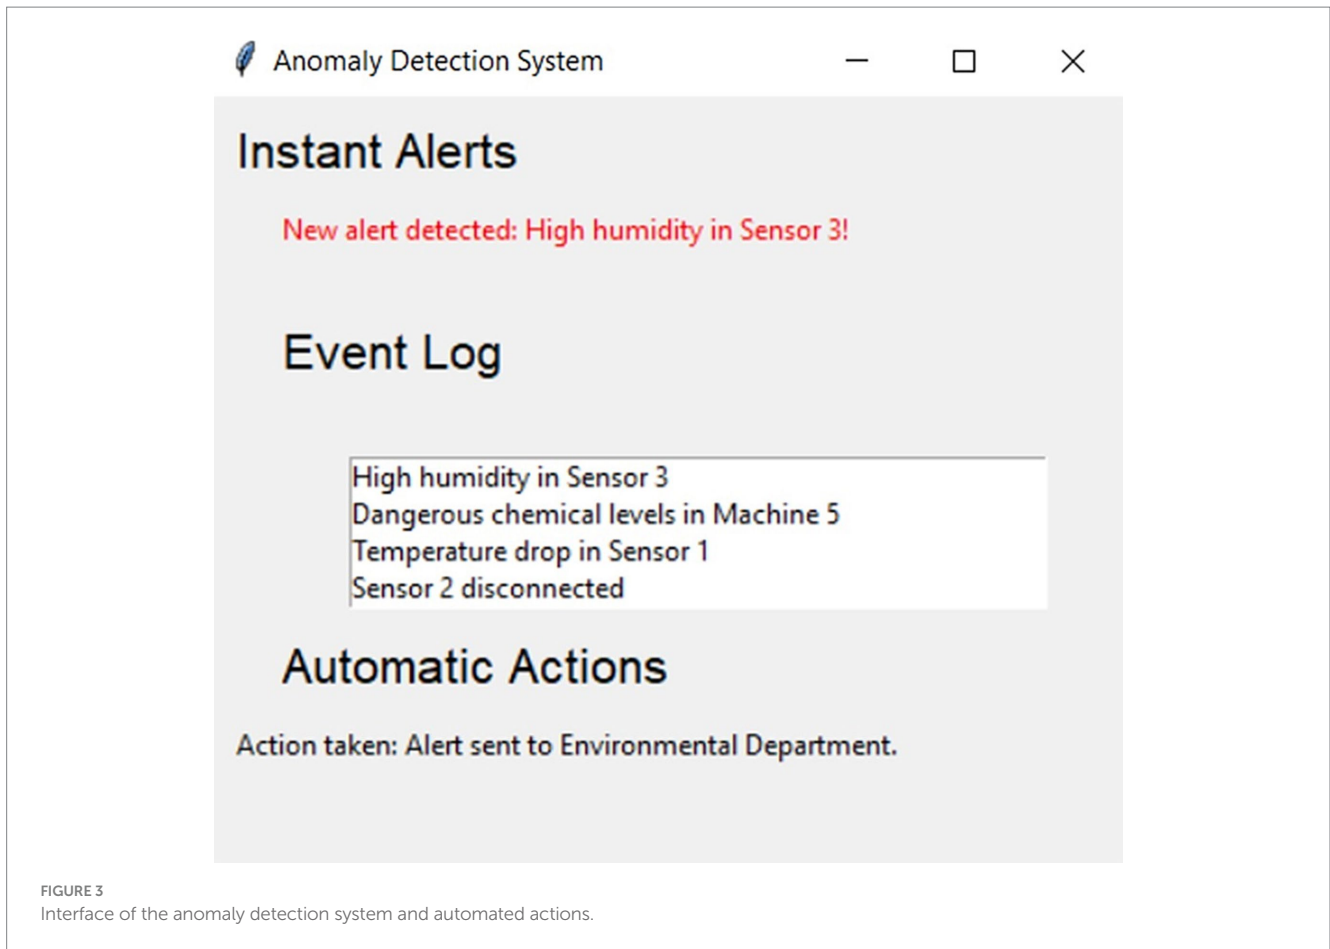 Anomaly Detection System
Instant Alerts
New alert detected: High humidity in Sensor 3!
Event Log
High humidity in Sensor 3
Dangerous chemical levels in Machine 5
Temperature drop in Sensor 1
Sensor 2 disconnected
Automatic Actions
Action taken: Alert sent to Environmental Department.
FIGURE 3
Interface of the anomaly detection system and automated actions.